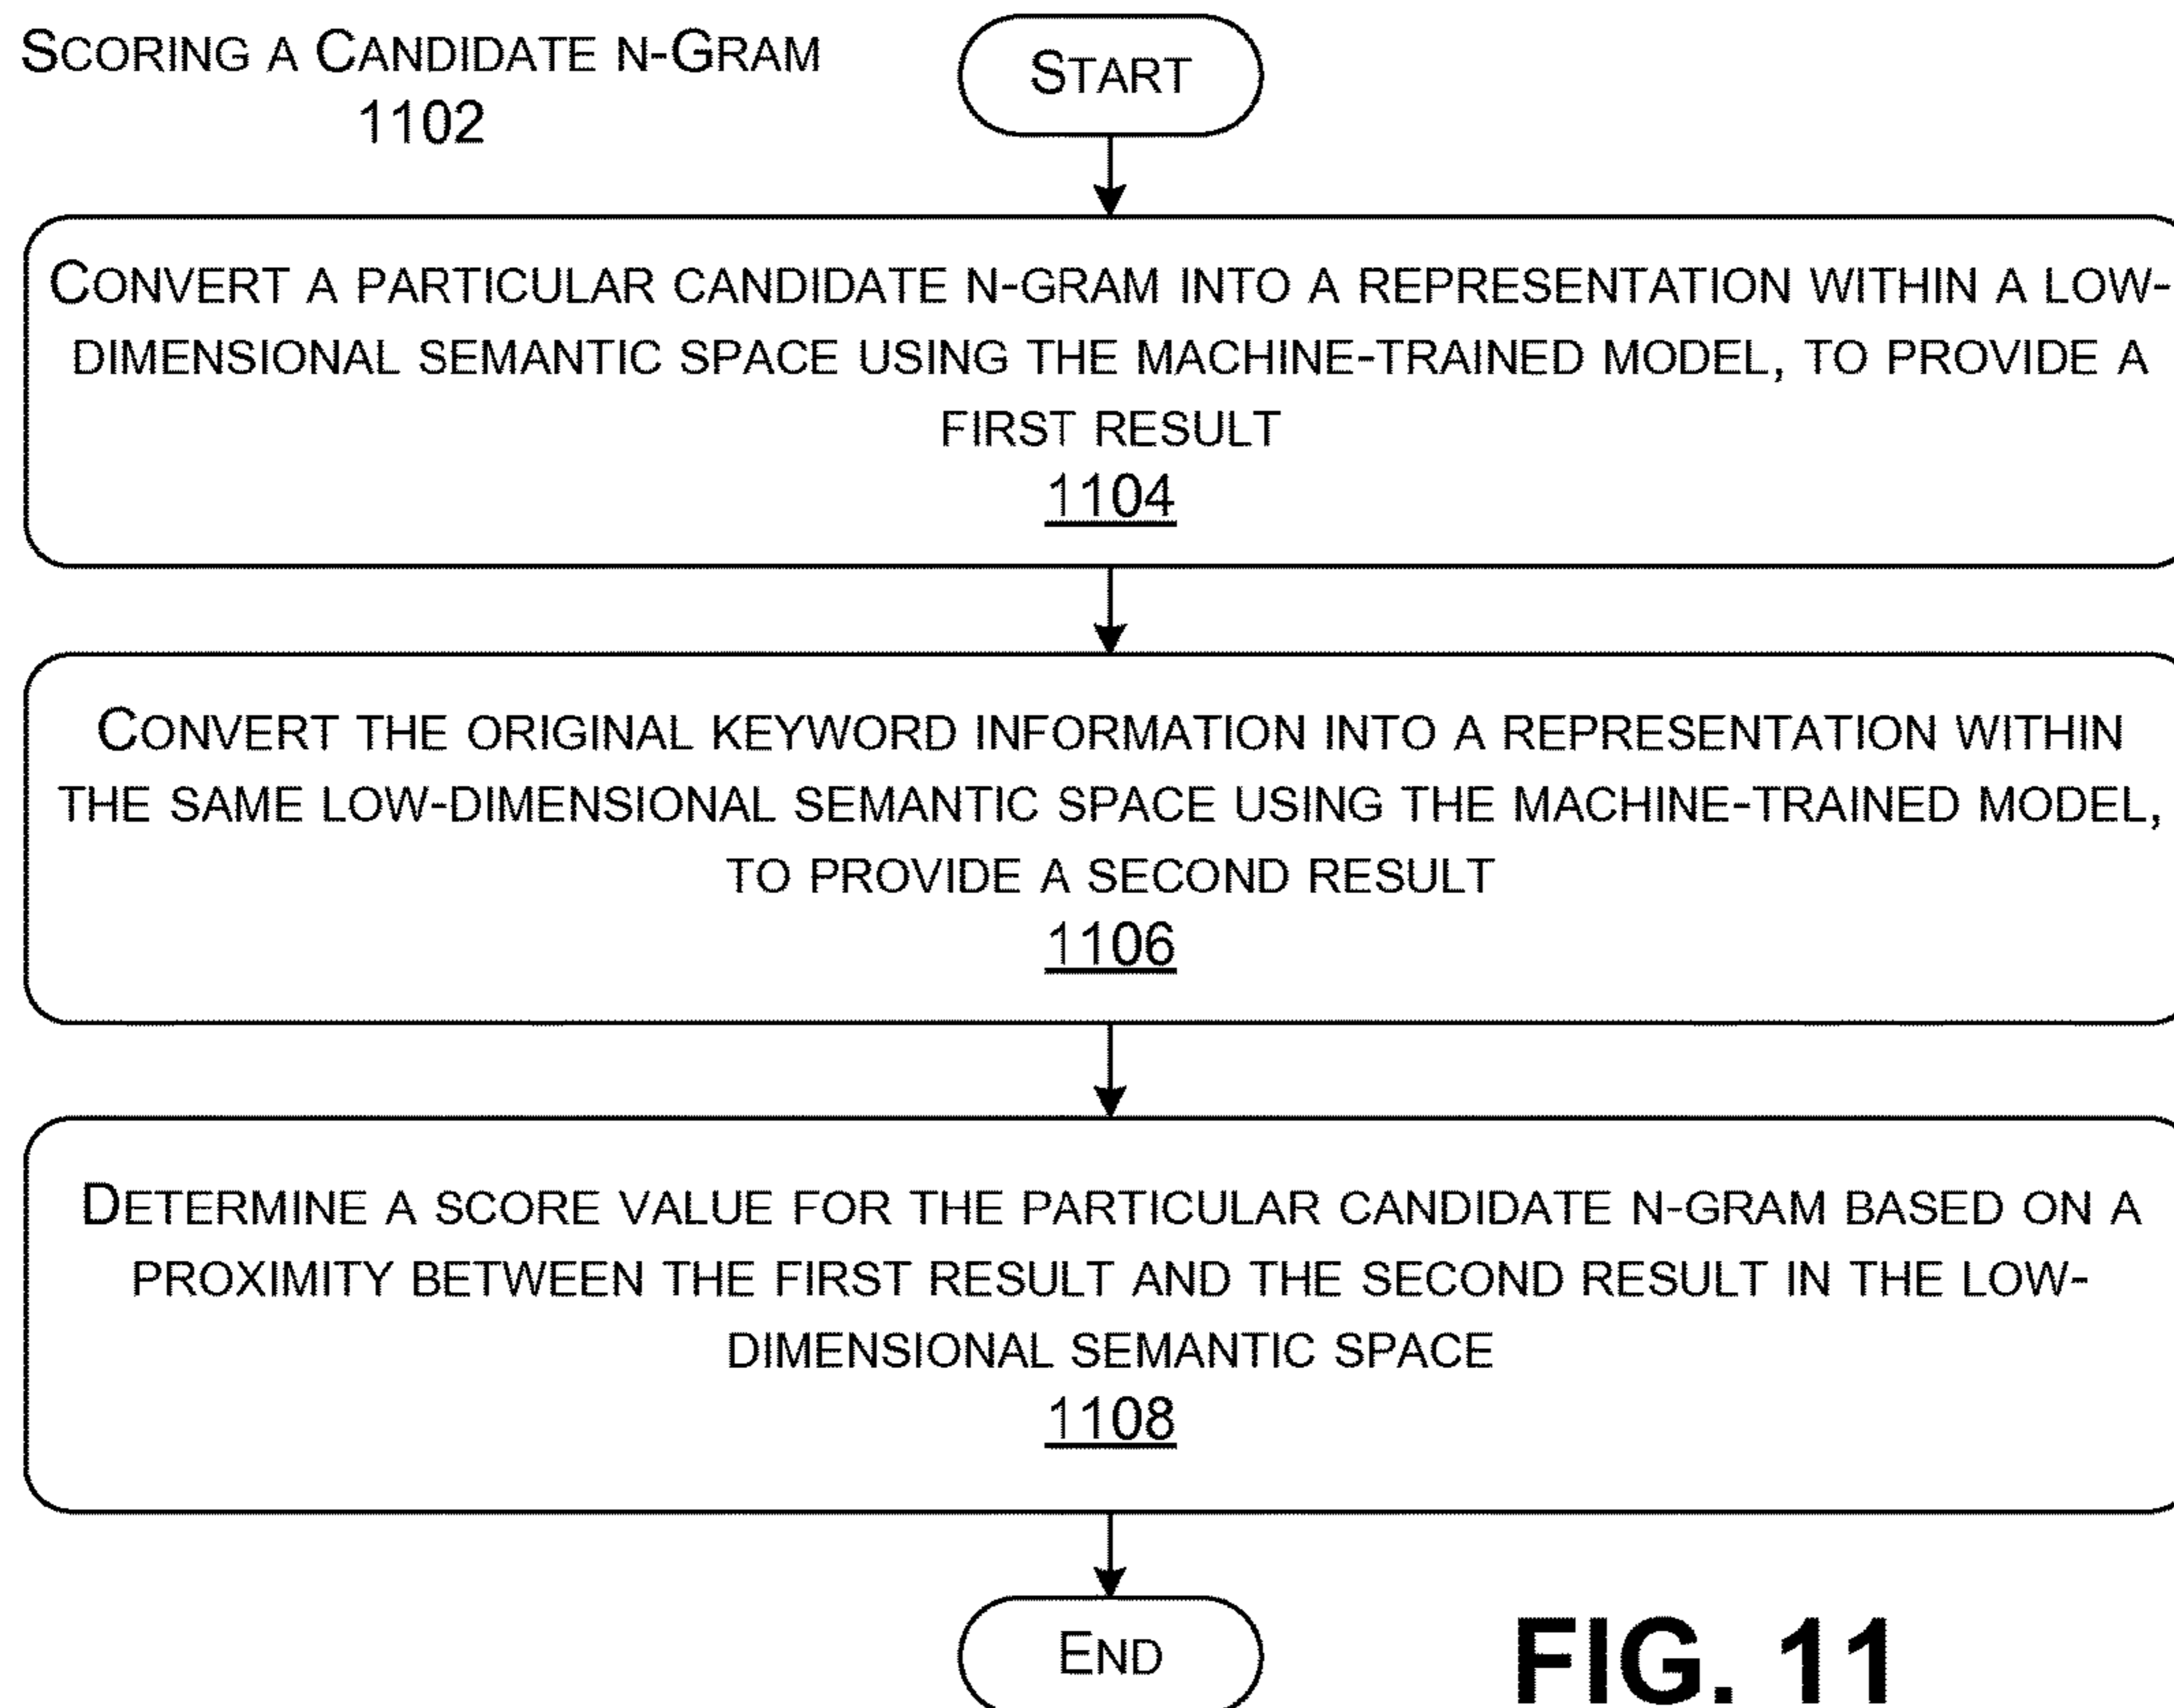 SCORING A CANDIDATE N-GRAM
1102
START
CONVERT A PARTICULAR CANDIDATE N-GRAM INTO A REPRESENTATION WITHIN A LOW-
DIMENSIONAL SEMANTIC SPACE USING THE MACHINE-TRAINED MODEL, TO PROVIDE A
FIRST RESULT
1104
CONVERT THE ORIGINAL KEYWORD INFORMATION INTO A REPRESENTATION WITHIN
THE SAME LOW-DIMENSIONAL SEMANTIC SPACE USING THE MACHINE-TRAINED MODEL,
TO PROVIDE A SECOND RESULT
1106
DETERMINE A SCORE VALUE FOR THE PARTICULAR CANDIDATE N-GRAM BASED ON A
PROXIMITY BETWEEN THE FIRST RESULT AND THE SECOND RESULT IN THE LOW-
DIMENSIONAL SEMANTIC SPACE
1108
END
FIG. 11